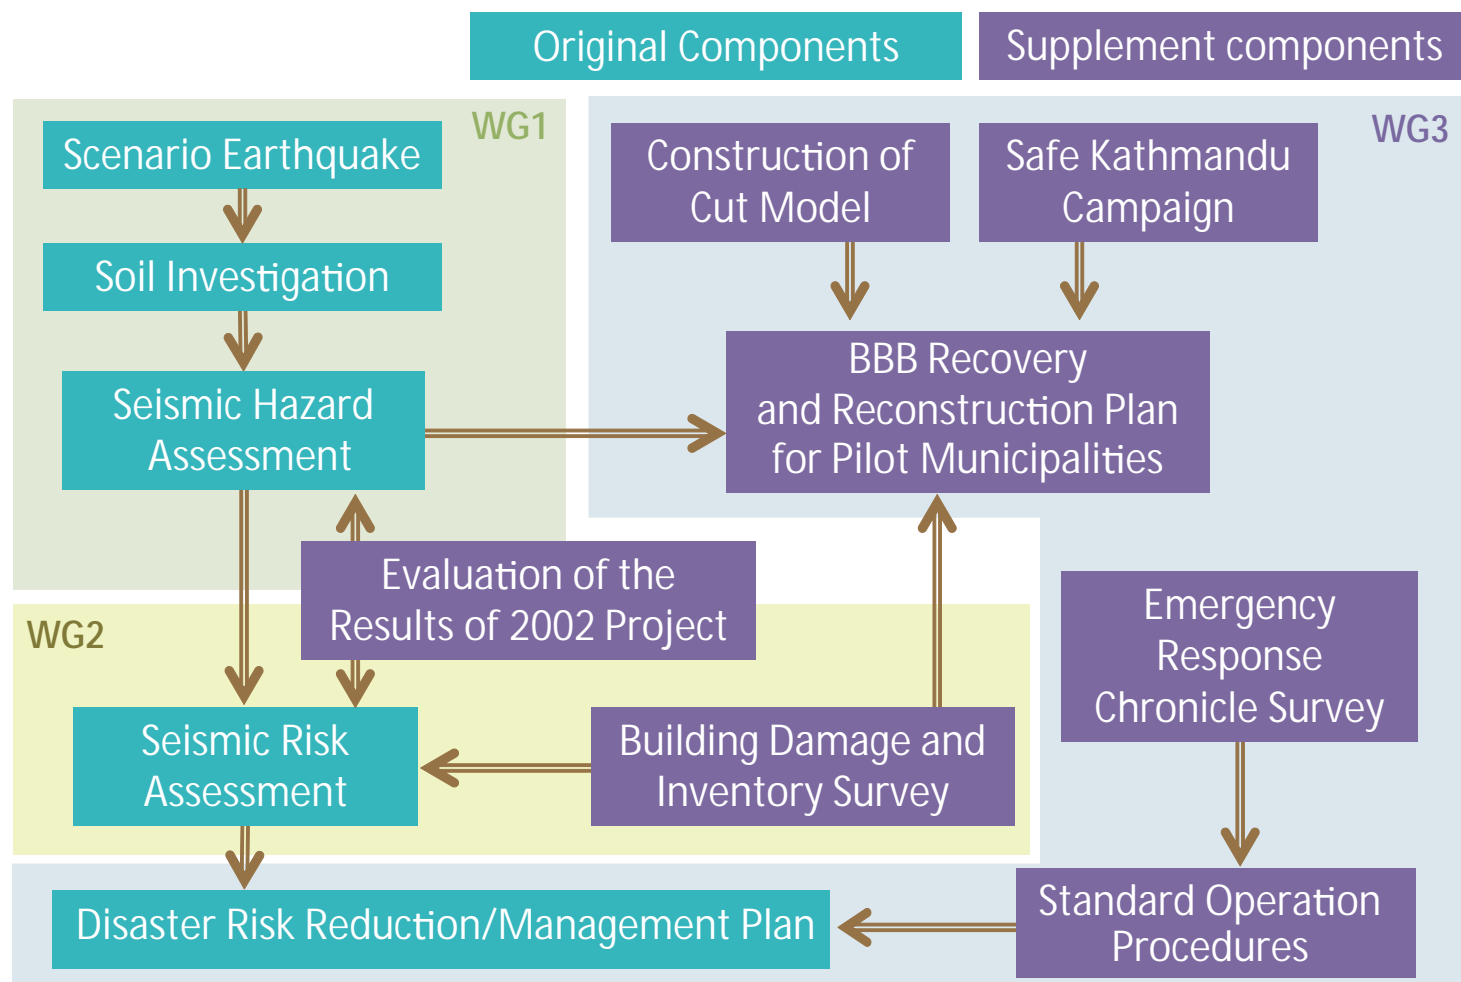 Original Components
Supplement components
WG1
Scenario Earthquake
Soil Investigation
Seismic Hazard
Assessment
WG3
Construction of
Cut Model
Safe Kathmandu
Campaign
BBB Recovery
and Reconstruction Plan
for Pilot Municipalities
Evaluation of the
Results of 2002 Project
WG2
Seismic Risk
Assessment
Building Damage and
Inventory Survey
Emergency
Response
Chronicle Survey
Disaster Risk Reduction/Management Plan
Standard Operation
Procedures